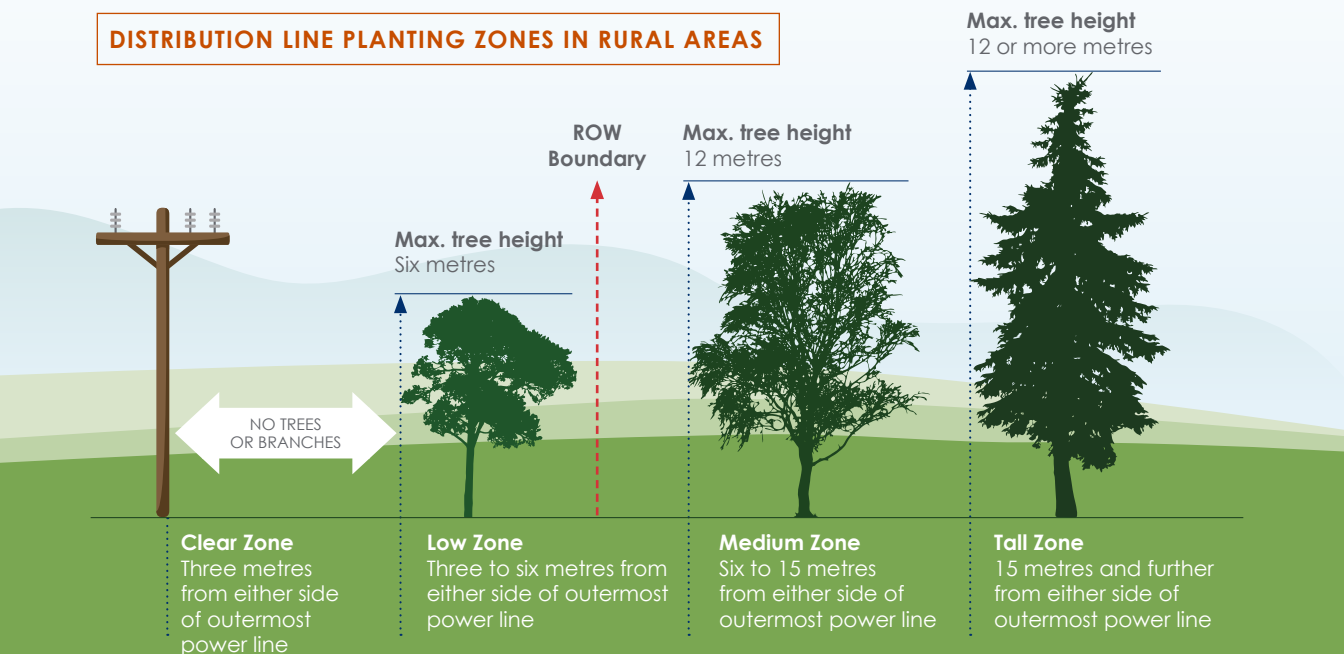 DISTRIBUTION LINE PLANTING ZONES IN RURAL AREAS
Max. tree height
12 or more metres
ROW
Boundary
Max. tree height
12 metres
Max. tree height
Six metres
NO TREES
OR BRANCHES
Clear Zone
Three metres
from either side
of outermost
power line
Low Zone
Three to six metres from
either side of outermost
power line
Medium Zone
Six to 15 metres
from either side of
outermost power line
Tall Zone
15 metres and further
from either side of
outermost power line